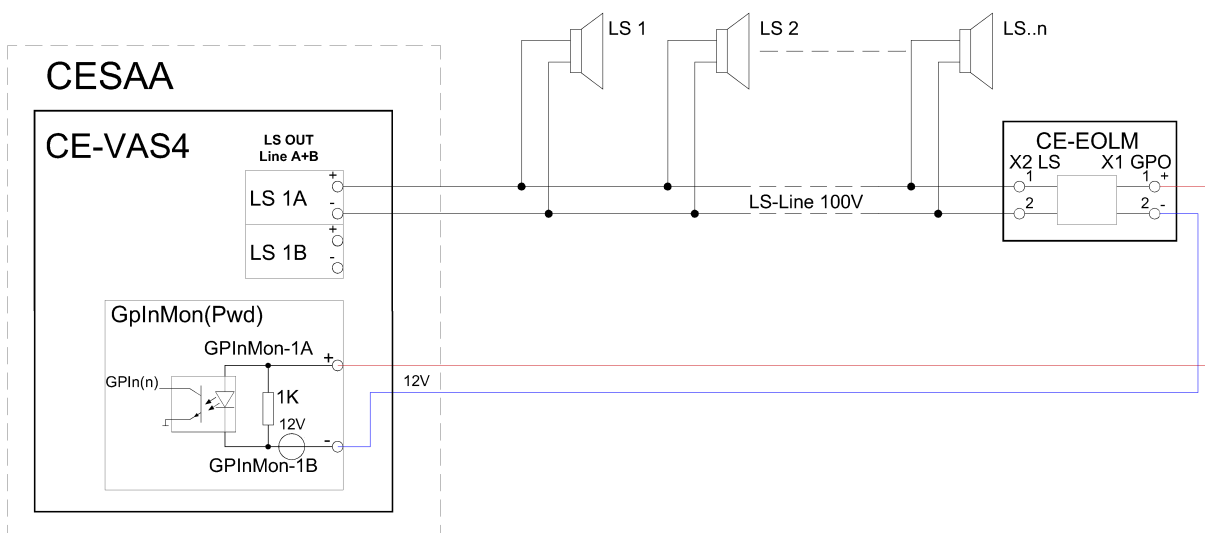 LS 1
LS 2
LS..n
CESAA
CE-VAS4
LS OUT
Line A+B
LS 1A
+
-
LS 1B
+
-
LS-Line 100V
CE-EOLM
X2 LS
X1 GPO
1
1 +
2
2 -
GpInMon(Pwd)
GPInMon-1A
+
GPIn(n)
1K
12V
12V
-
GPInMon-1B